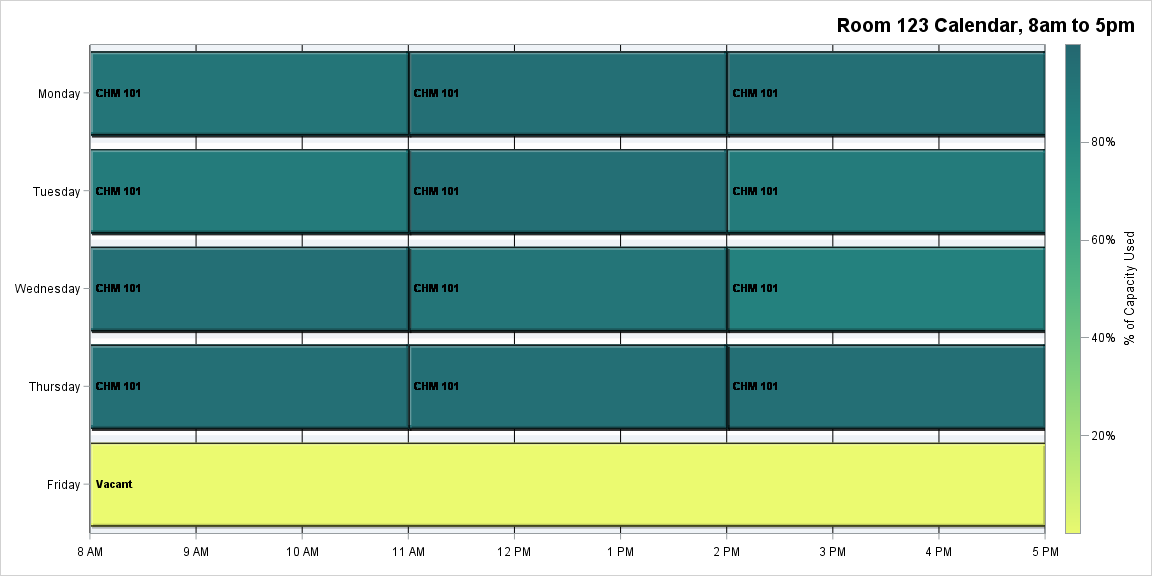 Room 123 Calendar, 8am to 5pm
Monday
CHM 101
CHM 101
CHM 101
Tuesday
CHM 101
CHM 101
CHM 101
Wednesday
CHM 101
CHM 101
CHM 101
Thursday
CHM 101
CHM 101
CHM 101
Friday
Vacant
8 AM
9 AM
10 AM
11 AM
12 PM
1 PM
2 PM
3 PM
4 PM
5 PM
80%
60%
40%
20%
% of Capacity Used